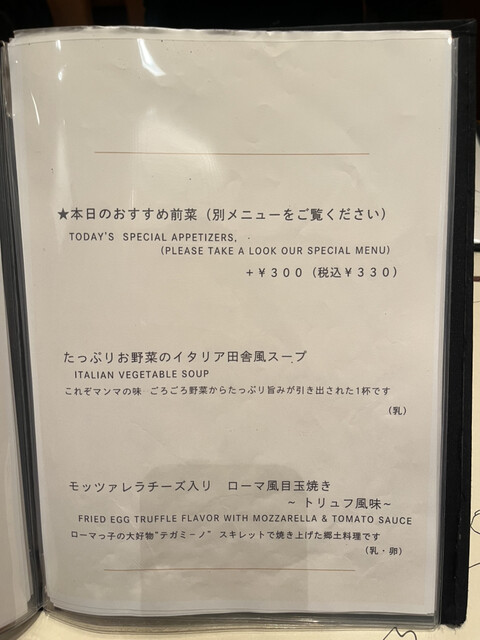 ★本日のおすすめ前菜（別メニューをご覧ください）
TODAY'S SPECIAL APPETIZERS,
(PLEASE TAKE A LOOK OUR SPECIAL MENU)
+￥３００（税込￥３３０）
たっぷりお野菜のイタリア田舎風スープ
ITALIAN VEGETABLE SOUP
これぞマンマの味 ごろごろ野菜からたっぷり旨みが引き出された1杯です
（乳）
モッツァレラチーズ入り ローマ風目玉焼き
～トリュフ風味～
FRIED EGG TRUFFLE FLAVOR WITH MOZZARELLA & TOMATO SAUCE
ローマっ子の大好物"テガミーノ" スキレットで焼き上げた郷土料理です
（乳・卵）